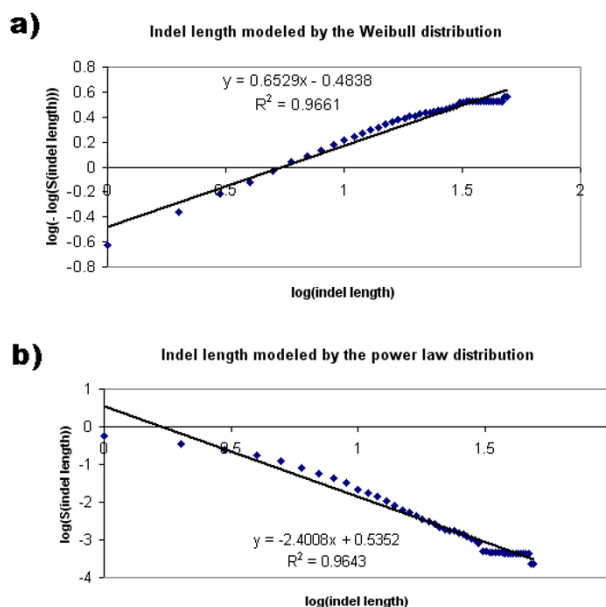 a)
Indel length modeled by the Weibull distribution
y = 0.6529x - 0.4838
R² = 0.9661
log(- log(S(indel length)))
0.8
0.6
0.4
0.2
0
-0.2
-0.4
-0.6
-0.8
0
0.5
1
1.5
2
log(indel length)
b)
Indel length modeled by the power law distribution
log(S(indel length))
1
0
-1
-2
-3
-4
0
0.5
1
1.5
y = -2.4008x + 0.5352
R² = 0.9643
log(indel length)